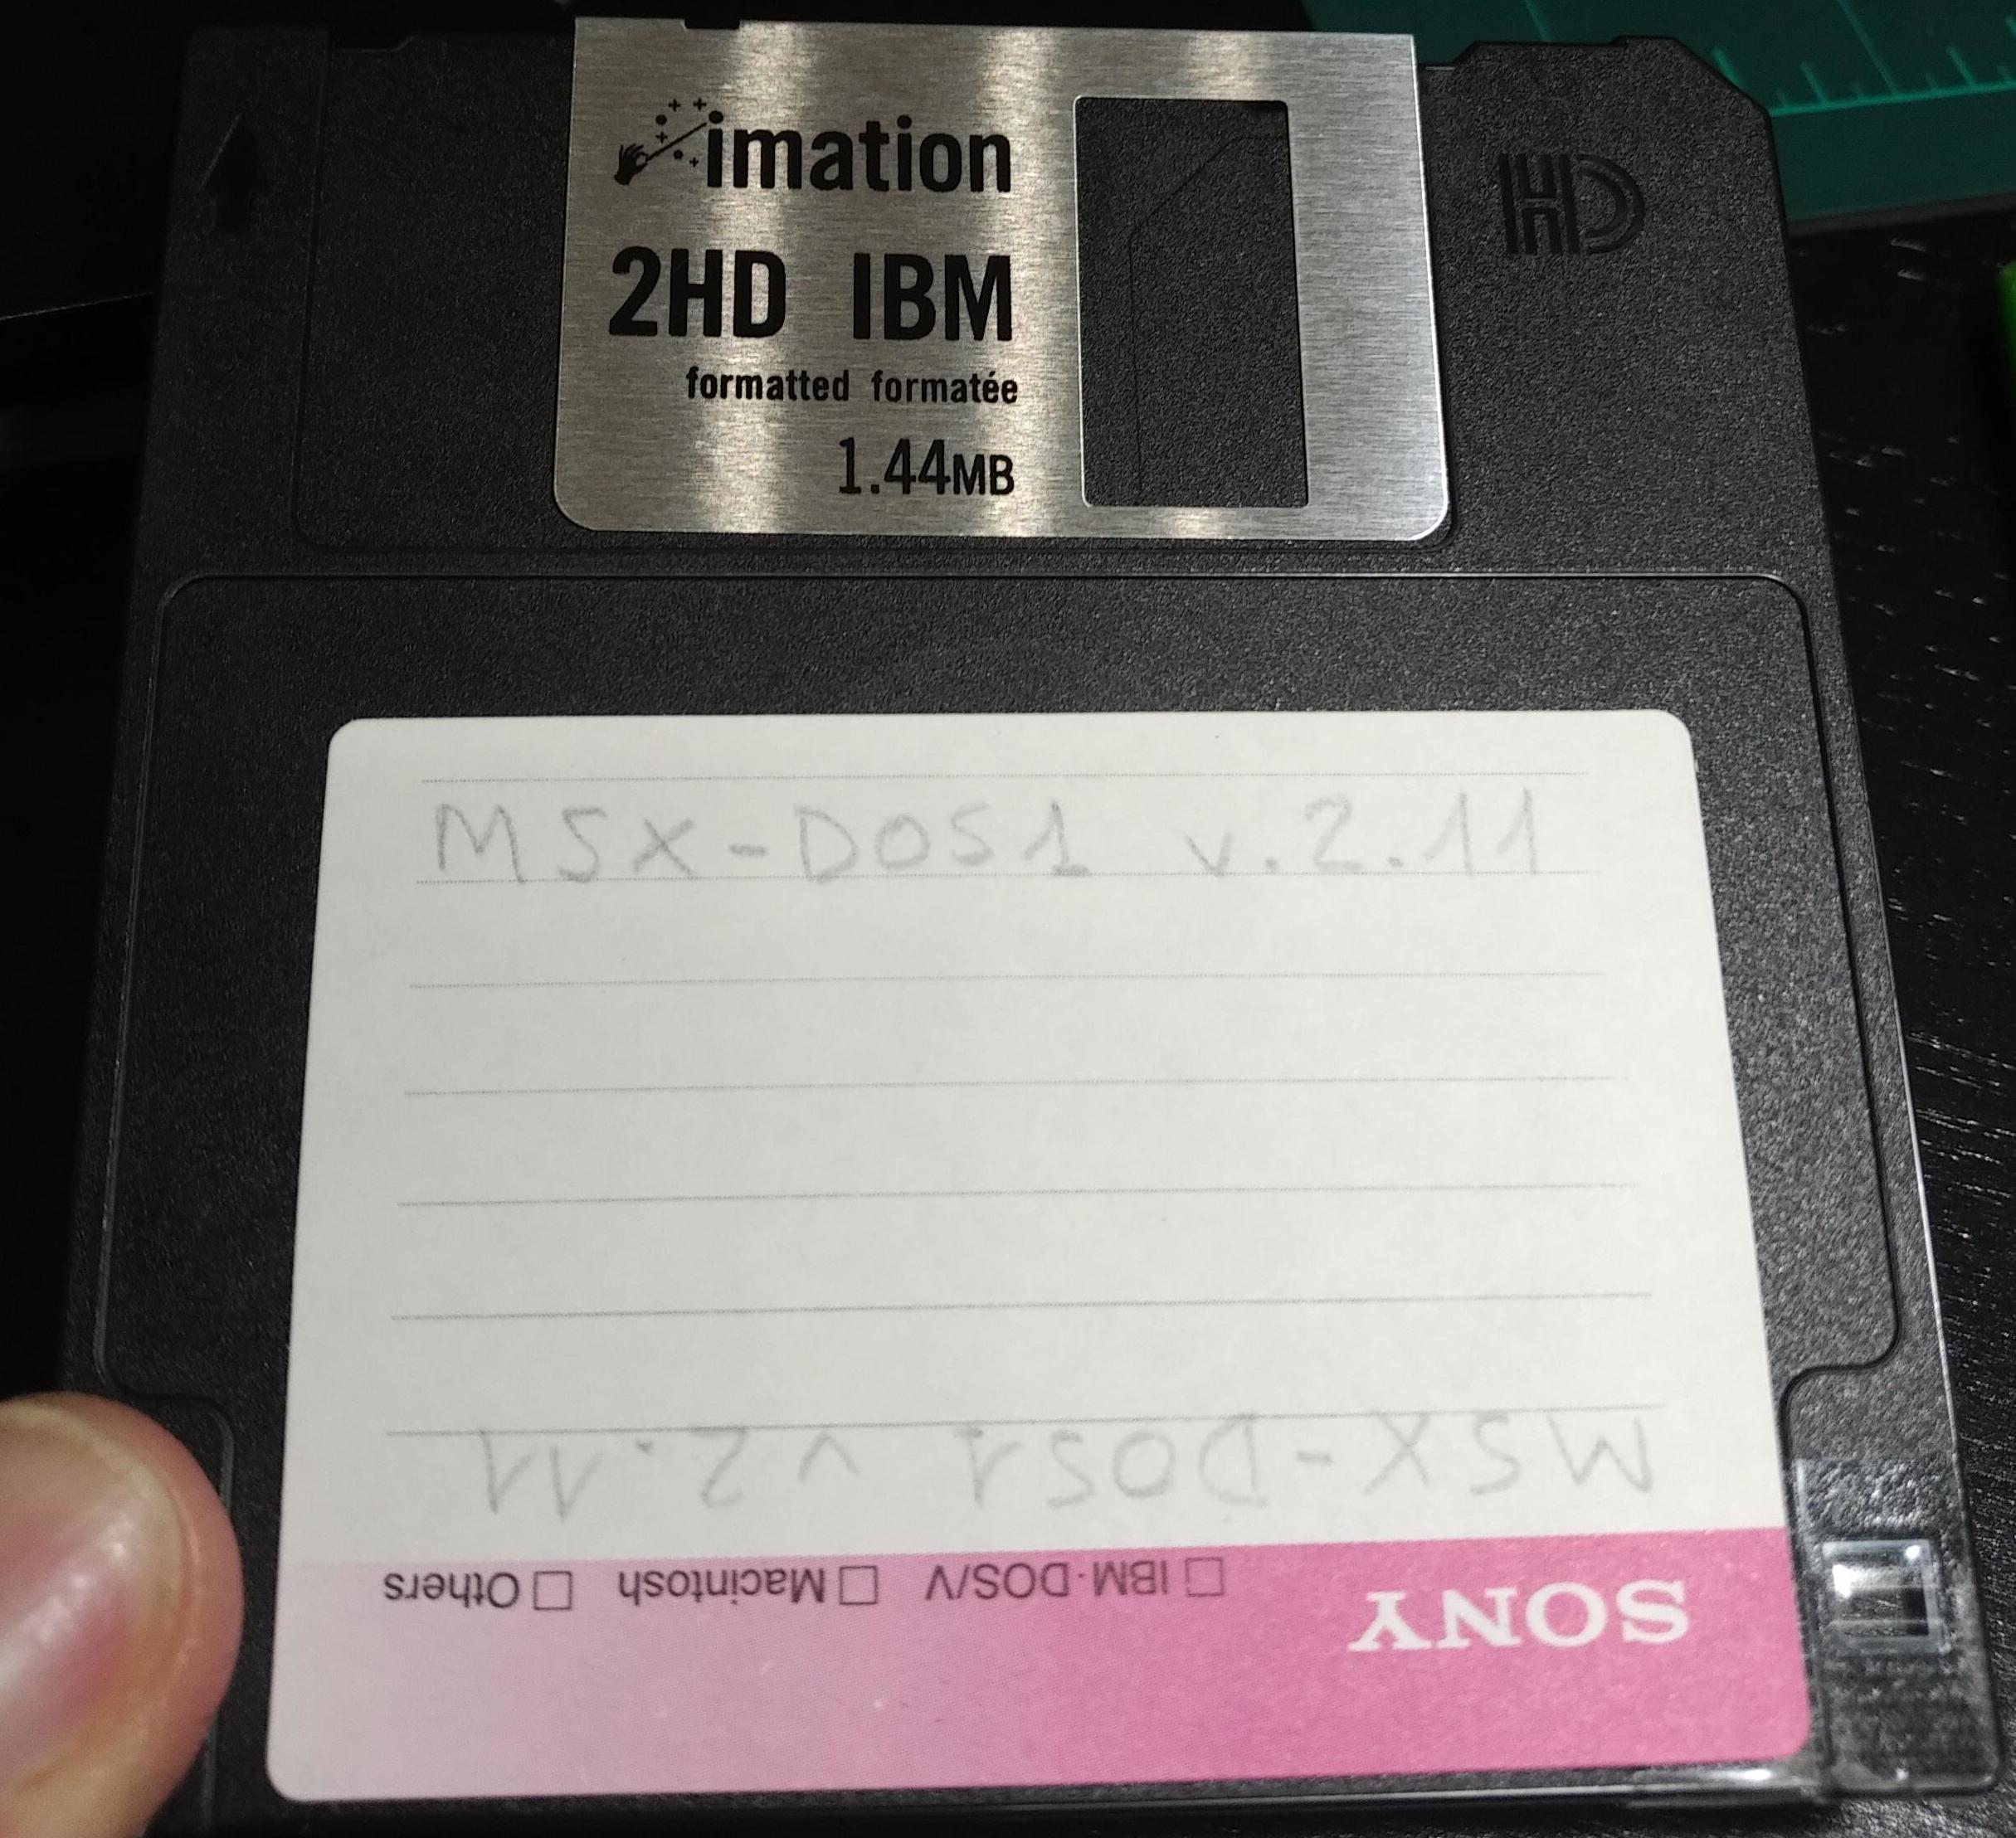 imation
2HD IBM
formatted formatée
1.44MB
HD
MSX-DOS1 v.2.11
MSX-DOS1 v2.11
SONY □ IBM·DOS/V □ Macintosh □ Others